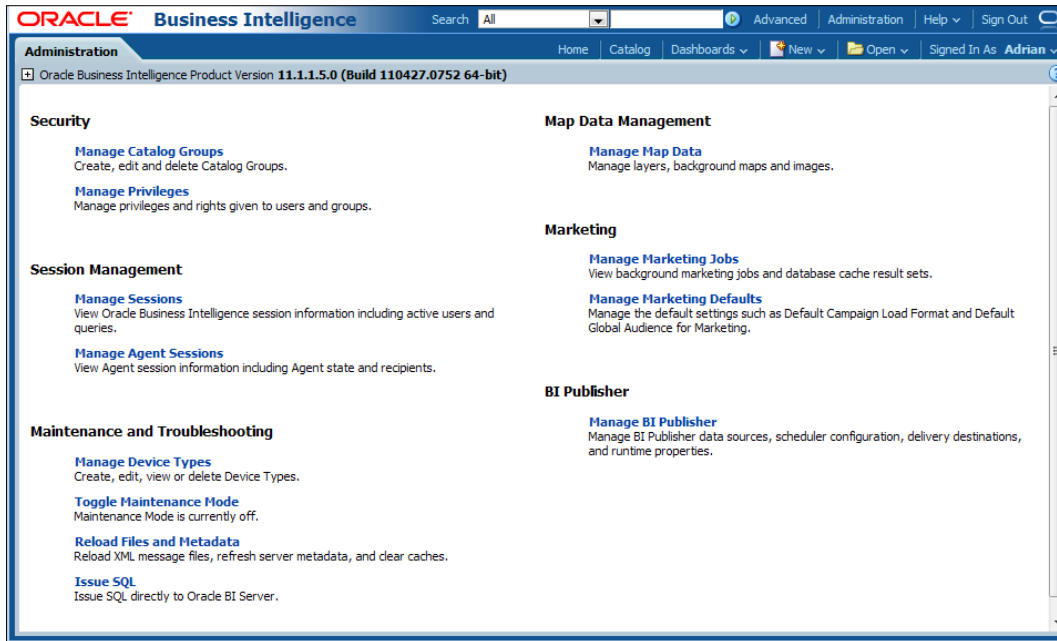 ORACLE Business Intelligence
Search All Advanced Administration Help Sign Out
Administration
Home Catalog Dashboards New Open Signed In As Adrian
Oracle Business Intelligence Product Version 11.1.1.5.0 (Build 110427.0752 64-bit)
Security
Manage Catalog Groups
Create, edit and delete Catalog Groups.
Manage Privileges
Manage privileges and rights given to users and groups.
Session Management
Manage Sessions
View Oracle Business Intelligence session information including active users and
queries.
Manage Agent Sessions
View Agent session information including Agent state and recipients.
Maintenance and Troubleshooting
Manage Device Types
Create, edit, view or delete Device Types.
Toggle Maintenance Mode
Maintenance Mode is currently off.
Reload Files and Metadata
Reload XML message files, refresh server metadata, and clear caches.
Issue SQL
Issue SQL directly to Oracle BI Server.
Map Data Management
Manage Map Data
Manage layers, background maps and images.
Marketing
Manage Marketing Jobs
View background marketing jobs and database cache result sets.
Manage Marketing Defaults
Manage the default settings such as Default Campaign Load Format and Default
Global Audience for Marketing.
BI Publisher
Manage BI Publisher
Manage BI Publisher data sources, scheduler configuration, delivery destinations,
and runtime properties.